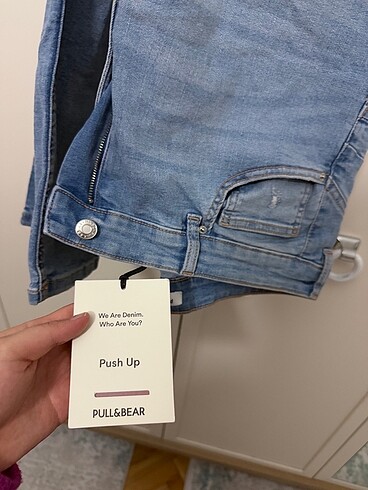 We Are Denim.
Who Are You?
Push Up
PULL&BEAR